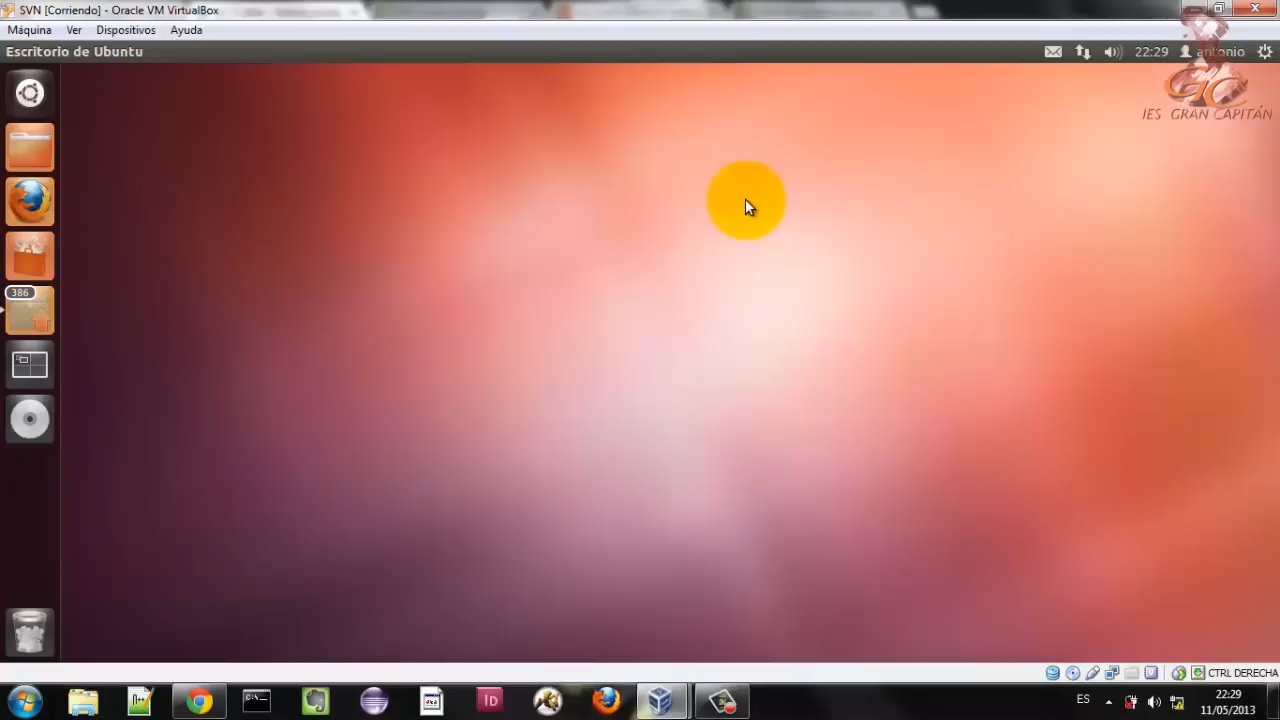 SVN [Corriendo] - Oracle VM VirtualBox
Máquina Ver Dispositivos Ayuda
Escritorio de Ubuntu
22:29 antonio
IES GRAN CAPITÁN
386
CTRL DERECHA
ES
22:29
11/05/2013